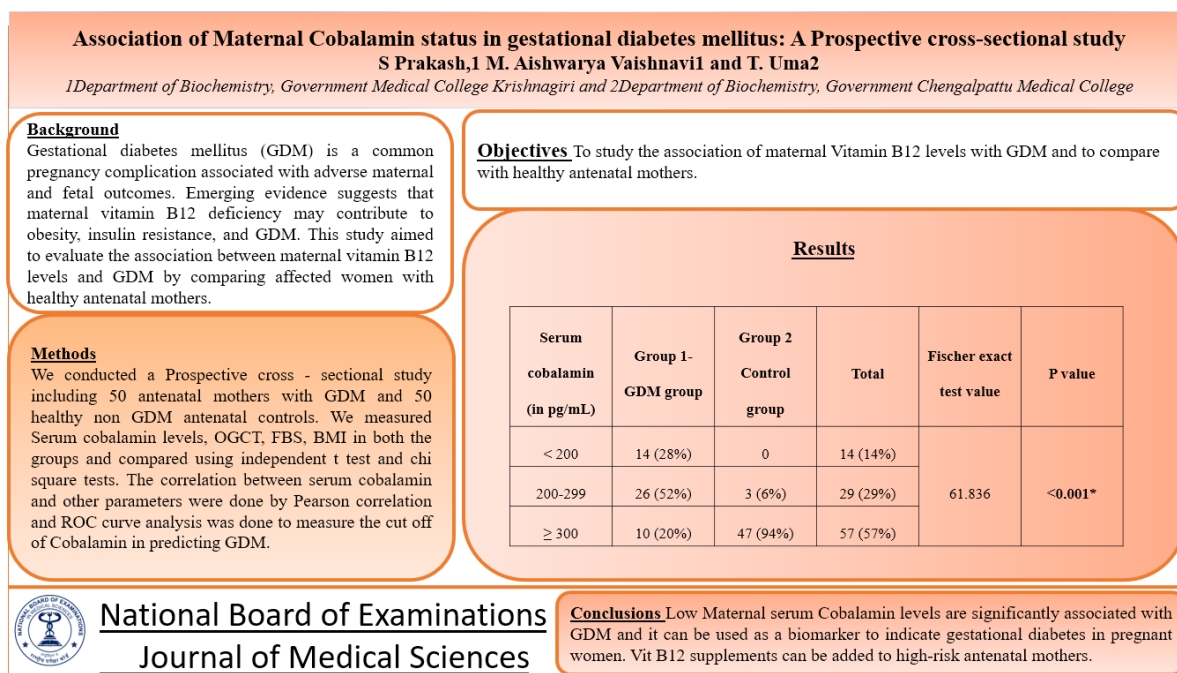 Association of Maternal Cobalamin status in gestational diabetes mellitus: A Prospective cross-sectional study
S Prakash,1 M. Aishwarya Vaishnavi1 and T. Uma2
1Department of Biochemistry, Government Medical College Krishnagiri and 2Department of Biochemistry, Government Chengalpattu Medical College
Background
Gestational diabetes mellitus (GDM) is a common
pregnancy complication associated with adverse maternal
and fetal outcomes. Emerging evidence suggests that
maternal vitamin B12 deficiency may contribute to
obesity, insulin resistance, and GDM. This study aimed
to evaluate the association between maternal vitamin B12
levels and GDM by comparing affected women with
healthy antenatal mothers.
Objectives To study the association of maternal Vitamin B12 levels with GDM and to compare
with healthy antenatal mothers.
Methods
We conducted a Prospective cross - sectional study
including 50 antenatal mothers with GDM and 50
healthy non GDM antenatal controls. We measured
Serum cobalamin levels, OGCT, FBS, BMI in both the
groups and compared using independent t test and chi
square tests. The correlation between serum cobalamin
and other parameters were done by Pearson correlation
and ROC curve analysis was done to measure the cut off
of Cobalamin in predicting GDM.
Results
Serum cobalamin (in pg/mL) Group 1- GDM group Group 2 Control group Total Fischer exact test value P value
< 200 14 (28%) 0 14 (14%)
200-299 26 (52%) 3 (6%) 29 (29%) 61.836 <0.001*
≥ 300 10 (20%) 47 (94%) 57 (57%)
NATIONAL BOARD OF EXAMINATIONS
IN MEDICAL SCIENCES
National Board of Examinations
Journal of Medical Sciences
Conclusions Low Maternal serum Cobalamin levels are significantly associated with
GDM and it can be used as a biomarker to indicate gestational diabetes in pregnant
women. Vit B12 supplements can be added to high-risk antenatal mothers.